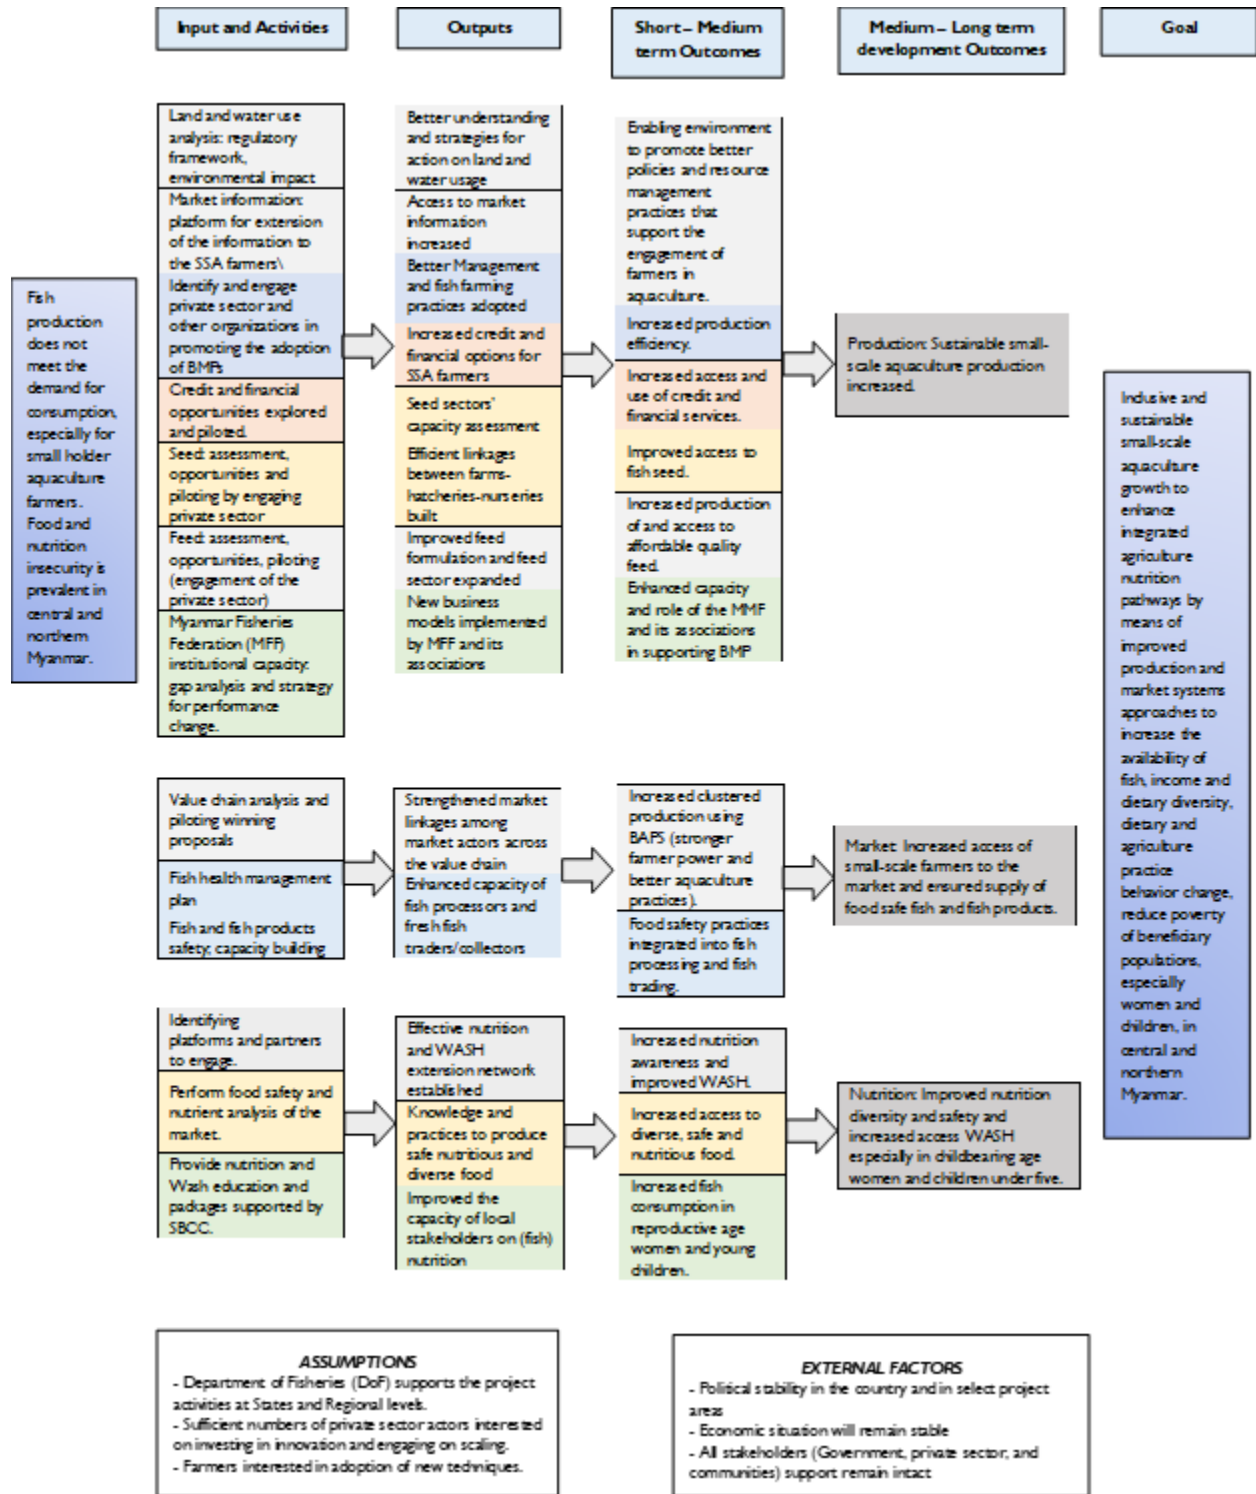 Input and Activities
Outputs
Short – Medium
term Outcomes
Medium – Long term
development Outcomes
Goal
Fish
production
does not
meet the
demand for
consumption,
especially for
small holder
aquaculture
farmers.
Food and
nutrition
insecurity is
prevalent in
central and
northern
Myanmar.
Land and water use
analysis: regulatory
framework,
environmental impact
Market information:
platform for extension
of the information to
the SSA farmers\
Identify and engage
private sector and
other organizations in
promoting the adoption
of BMPs
Credit and financial
opportunities explored
and piloted.
Seed: assessment,
opportunities and
piloting by engaging
private sector
Feed: assessment,
opportunities, piloting
(engagement of the
private sector)
Myanmar Fisheries
Federation (MFF)
institutional capacity:
gap analysis and strategy
for performance
change.
Better understanding
and strategies for
action on land and
water usage
Access to market
information
increased
Better Management
and fish farming
practices adopted
Increased credit and
financial options for
SSA farmers
Seed sectors'
capacity assessment
Efficient linkages
between farms-
hatcheries-nurseries
built
Improved feed
formulation and feed
sector expanded
New business
models implemented
by MFF and its
associations
Enabling environment
to promote better
policies and resource
management
practices that
support the
engagement of
farmers in
aquaculture.
Increased production
efficiency.
Increased access and
use of credit and
financial services.
Improved access to
fish seed.
Increased production
of and access to
affordable quality
feed.
Enhanced capacity
and role of the MMF
and its associations
in supporting BMP
Production: Sustainable small-
scale aquaculture production
increased.
Inclusive and
sustainable
small-scale
aquaculture
growth to
enhance
integrated
agriculture
nutrition
pathways by
means of
improved
production and
market systems
approaches to
increase the
availability of
fish, income and
dietary diversity,
dietary and
agriculture
practice
behavior change,
reduce poverty
of beneficiary
populations,
especially
women and
children, in
central and
northern
Myanmar.
Value chain analysis and
piloting winning
proposals
Fish health management
plan
Fish and fish products
safety; capacity building
Strengthened market
linkages among
market actors across
the value chain
Enhanced capacity of
fish processors and
fresh fish
traders/collectors
Increased clustered
production using
BAPS (stronger
farmer power and
better aquaculture
practices).
Food safety practices
integrated into fish
processing and fish
trading.
Market: Increased access of
small-scale farmers to the
market and ensured supply of
food safe fish and fish products.
Identifying
platforms and partners
to engage.
Perform food safety and
nutrient analysis of the
market.
Provide nutrition and
Wash education and
packages supported by
SBCC.
Effective nutrition
and WASH
extension network
established
Knowledge and
practices to produce
safe nutritious and
diverse food
Improved the
capacity of local
stakeholders on (fish)
nutrition
Increased nutrition
awareness and
improved WASH.
Increased access to
diverse, safe and
nutritious food.
Increased fish
consumption in
reproductive age
women and young
children.
Nutrition: Improved nutrition
diversity and safety and
increased access WASH
especially in childbearing age
women and children under five.
ASSUMPTIONS
- Department of Fisheries (DoF) supports the project
activities at States and Regional levels.
- Sufficient numbers of private sector actors interested
on investing in innovation and engaging on scaling.
- Farmers interested in adoption of new techniques.
EXTERNAL FACTORS
- Political stability in the country and in select project
areas
- Economic situation will remain stable
- All stakeholders (Government, private sector, and
communities) support remain intact